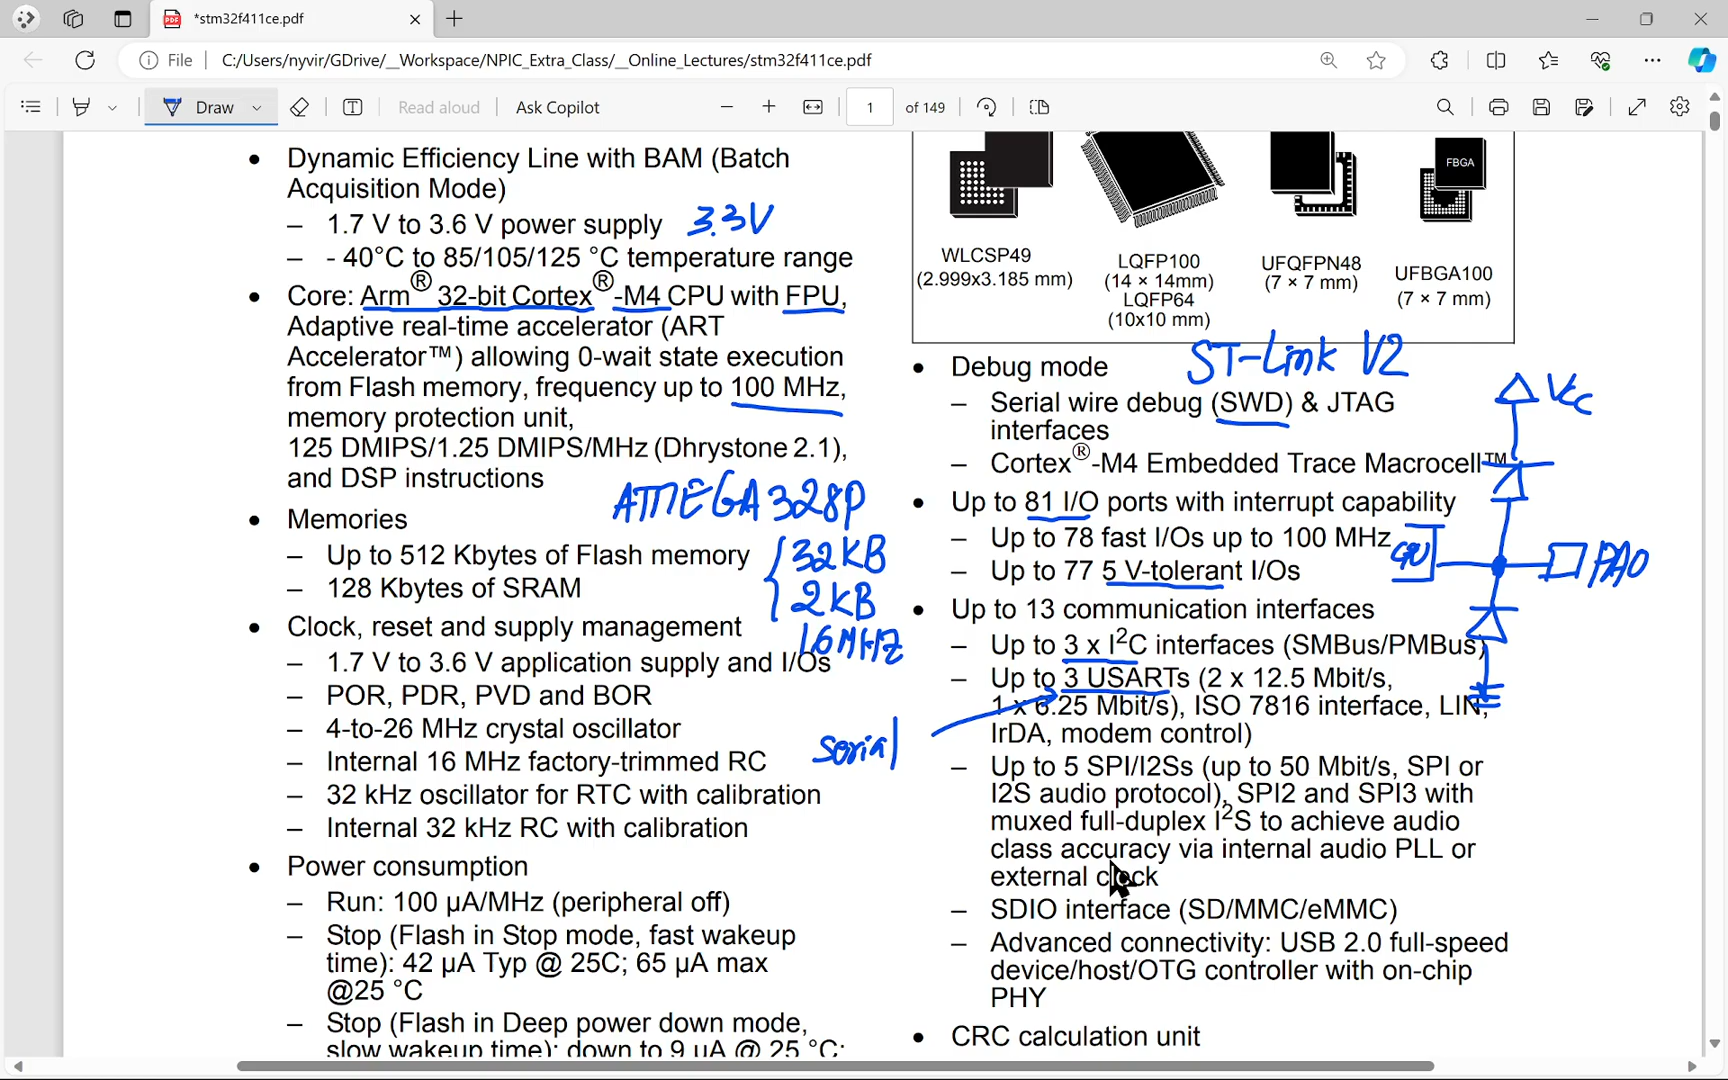 *stm32f411ce.pdf
File
C:/Users/nyvir/GDrive/__Workspace/NPIC_Extra_Class/__Online_Lectures/stm32f411ce.pdf
Draw
Read aloud
Ask Copilot
1
of 149
• Dynamic Efficiency Line with BAM (Batch
Acquisition Mode)
– 1.7 V to 3.6 V power supply
3.3V
– - 40°C to 85/105/125 °C temperature range
• Core: Arm® 32-bit Cortex®-M4 CPU with FPU,
Adaptive real-time accelerator (ART
Accelerator™) allowing 0-wait state execution
from Flash memory, frequency up to 100 MHz,
memory protection unit,
125 DMIPS/1.25 DMIPS/MHz (Dhrystone 2.1),
and DSP instructions
ATMEGA328P
• Memories
– Up to 512 Kbytes of Flash memory
32KB
– 128 Kbytes of SRAM
2KB
• Clock, reset and supply management
16MHz
– 1.7 V to 3.6 V application supply and I/Os
– POR, PDR, PVD and BOR
– 4-to-26 MHz crystal oscillator
– Internal 16 MHz factory-trimmed RC
– 32 kHz oscillator for RTC with calibration
– Internal 32 kHz RC with calibration
• Power consumption
– Run: 100 µA/MHz (peripheral off)
– Stop (Flash in Stop mode, fast wakeup
time): 42 µA Typ @ 25C; 65 µA max
@25 °C
– Stop (Flash in Deep power down mode,
slow wakeup time): down to 9 µA @ 25 °C;
FBGA
WLCSP49
(2.999x3.185 mm)
LQFP100
(14 × 14mm)
LQFP64
(10x10 mm)
UFQFPN48
(7 × 7 mm)
UFBGA100
(7 × 7 mm)
• Debug mode
ST-Link V2
– Serial wire debug (SWD) & JTAG
interfaces
Vcc
– Cortex®-M4 Embedded Trace Macrocell™
• Up to 81 I/O ports with interrupt capability
– Up to 78 fast I/Os up to 100 MHz
CPU
PA0
– Up to 77 5 V-tolerant I/Os
• Up to 13 communication interfaces
– Up to 3 x I²C interfaces (SMBus/PMBus)
– Up to 3 USARTs (2 x 12.5 Mbit/s,
1 x 6.25 Mbit/s), ISO 7816 interface, LIN,
IrDA, modem control)
serial
– Up to 5 SPI/I2Ss (up to 50 Mbit/s, SPI or
I2S audio protocol), SPI2 and SPI3 with
muxed full-duplex I²S to achieve audio
class accuracy via internal audio PLL or
external clock
– SDIO interface (SD/MMC/eMMC)
– Advanced connectivity: USB 2.0 full-speed
device/host/OTG controller with on-chip
PHY
• CRC calculation unit